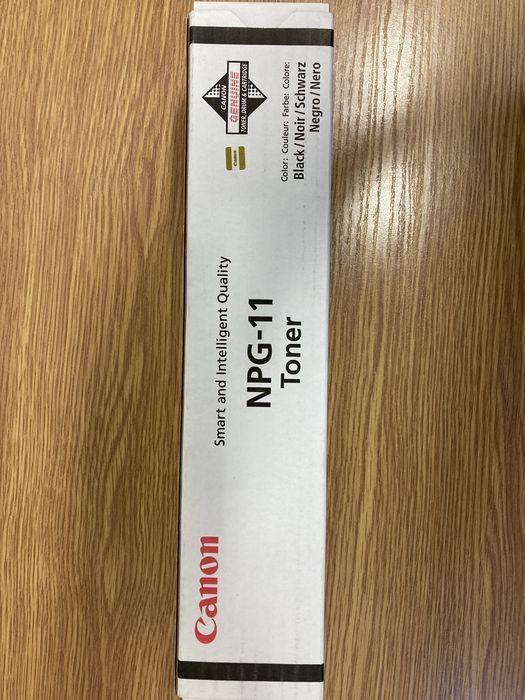 Canon
Smart and Intelligent Quality
NPG-11
Toner
CANON
GENUINE
TONER, DRUM & CARTRIDGE
Canon
Color: Couleur: Farbe: Colore:
Black / Noir / Schwarz
Negro / Nero